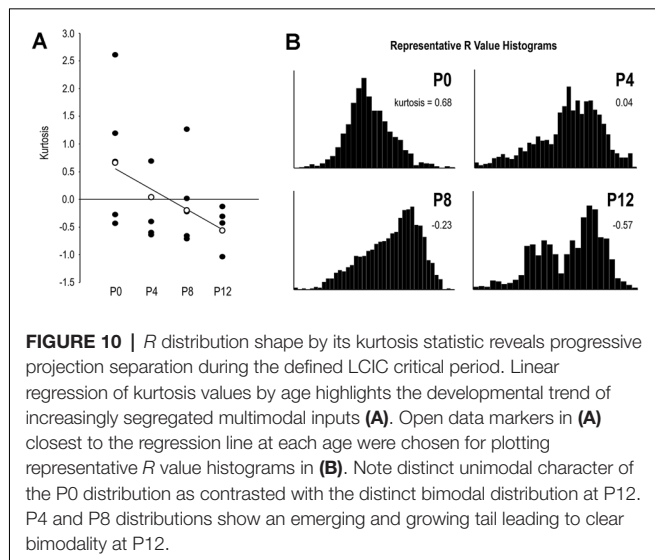 A
3.0
2.5
2.0
1.5
1.0
0.5
0.0
-0.5
-1.0
-1.5
Kurtosis
P0 P4 P8 P12
B
Representative R Value Histograms
P0
kurtosis = 0.68
P4
0.04
P8
-0.23
P12
-0.57
FIGURE 10 | R distribution shape by its kurtosis statistic reveals progressive
projection separation during the defined LCIC critical period. Linear
regression of kurtosis values by age highlights the developmental trend of
increasingly segregated multimodal inputs (A). Open data markers in (A)
closest to the regression line at each age were chosen for plotting
representative R value histograms in (B). Note distinct unimodal character of
the P0 distribution as contrasted with the distinct bimodal distribution at P12.
P4 and P8 distributions show an emerging and growing tail leading to clear
bimodality at P12.